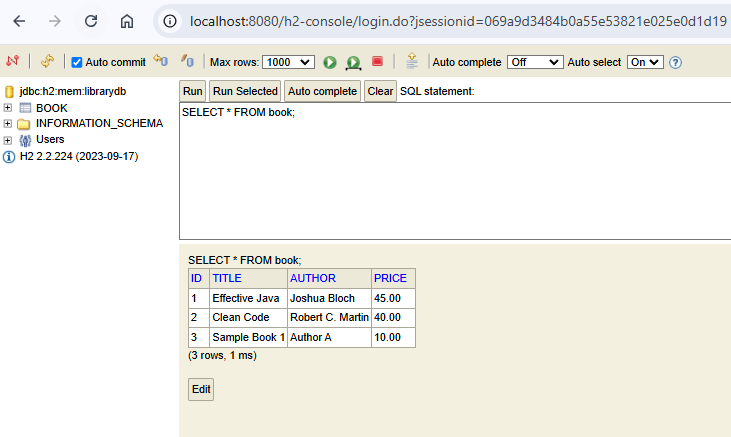 localhost:8080/h2-console/login.do?jsessionid=069a9d3484b0a55e53821e025e0d1d19
Auto commit Max rows: 1000 Auto complete Off Auto select On ?
jdbc:h2:mem:librarydb
BOOK
INFORMATION_SCHEMA
Users
H2 2.2.224 (2023-09-17)
Run Run Selected Auto complete Clear SQL statement:
SELECT * FROM book;
SELECT * FROM book;
ID TITLE AUTHOR PRICE
1 Effective Java Joshua Bloch 45.00
2 Clean Code Robert C. Martin 40.00
3 Sample Book 1 Author A 10.00
(3 rows, 1 ms)
Edit